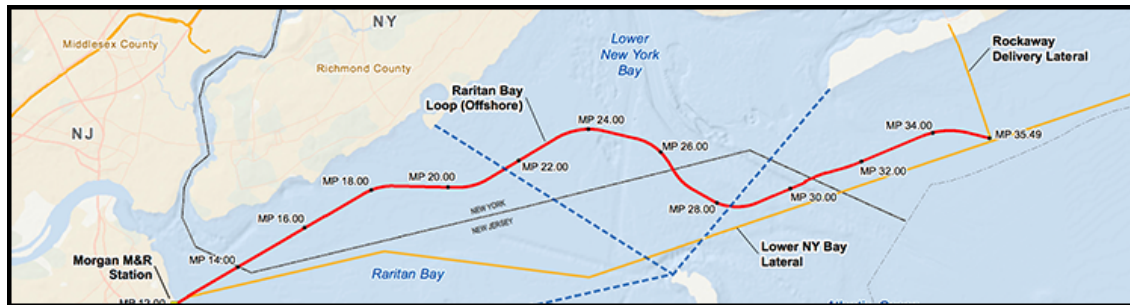 NY
Lower
New York
Bay
Middlesex County
Richmond County
Rockaway
Delivery Lateral
Raritan Bay
Loop (Offshore)
NJ
MP 24.00
MP 34.00
MP 35.49
MP 26.00
MP 22.00
MP 20.00
MP 18.00
MP 32.00
MP 30.00
MP 28.00
MP 16.00
NEW YORK
NEW JERSEY
MP 14.00
Lower NY Bay
Lateral
Morgan M&R
Station
Raritan Bay
MP 12.00